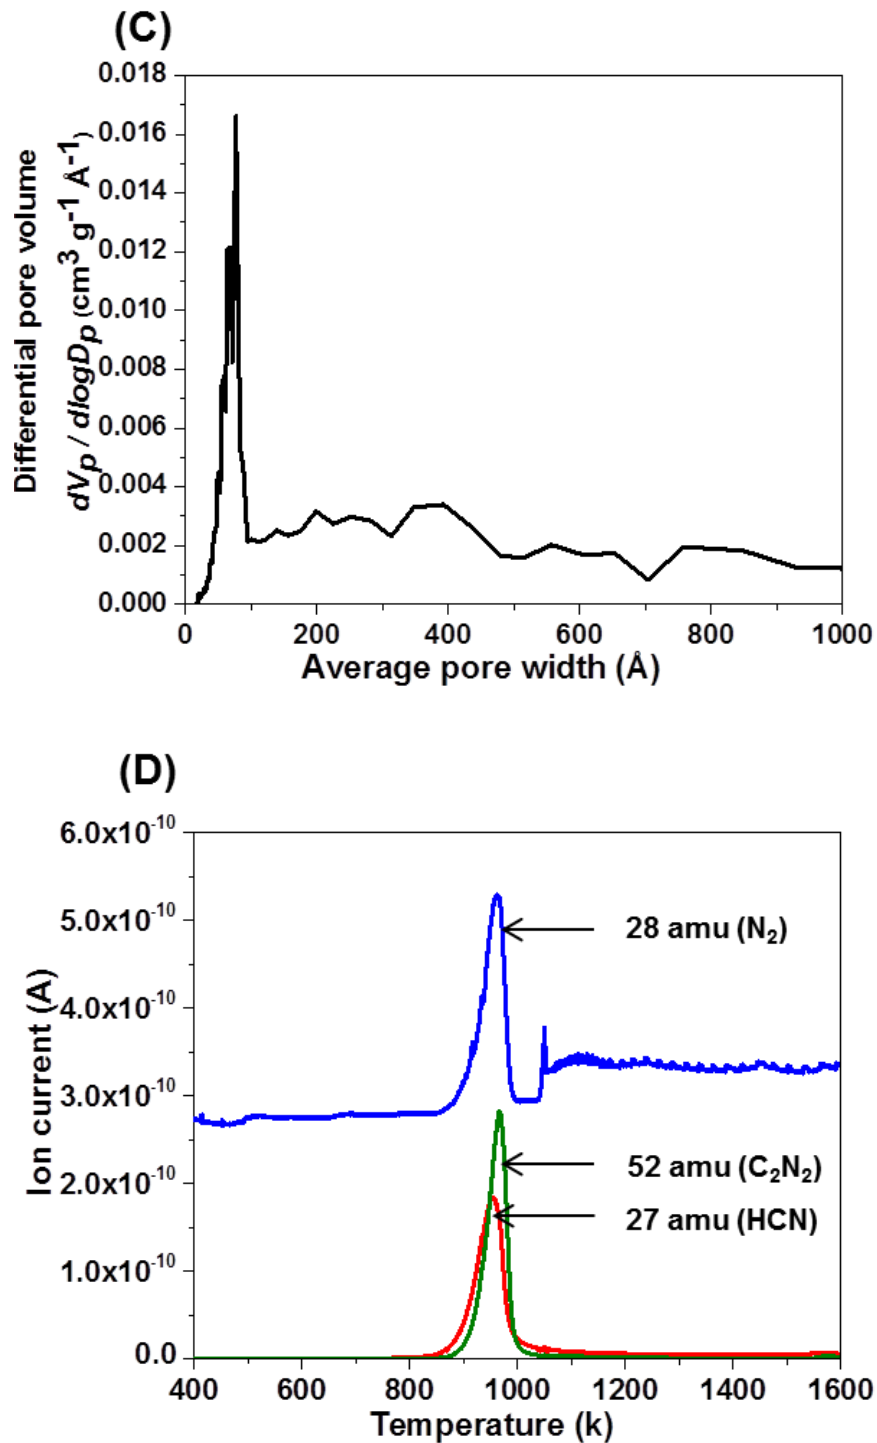 (C)
Differential pore volume
dVp / dlogDp (cm³ g⁻¹ Å⁻¹)
0.018
0.016
0.014
0.012
0.010
0.008
0.006
0.004
0.002
0.000
0 200 400 600 800 1000
Average pore width (Å)
(D)
Ion current (A)
6.0x10⁻¹⁰
5.0x10⁻¹⁰
4.0x10⁻¹⁰
3.0x10⁻¹⁰
2.0x10⁻¹⁰
1.0x10⁻¹⁰
0.0
28 amu (N₂)
52 amu (C₂N₂)
27 amu (HCN)
400 600 800 1000 1200 1400 1600
Temperature (k)